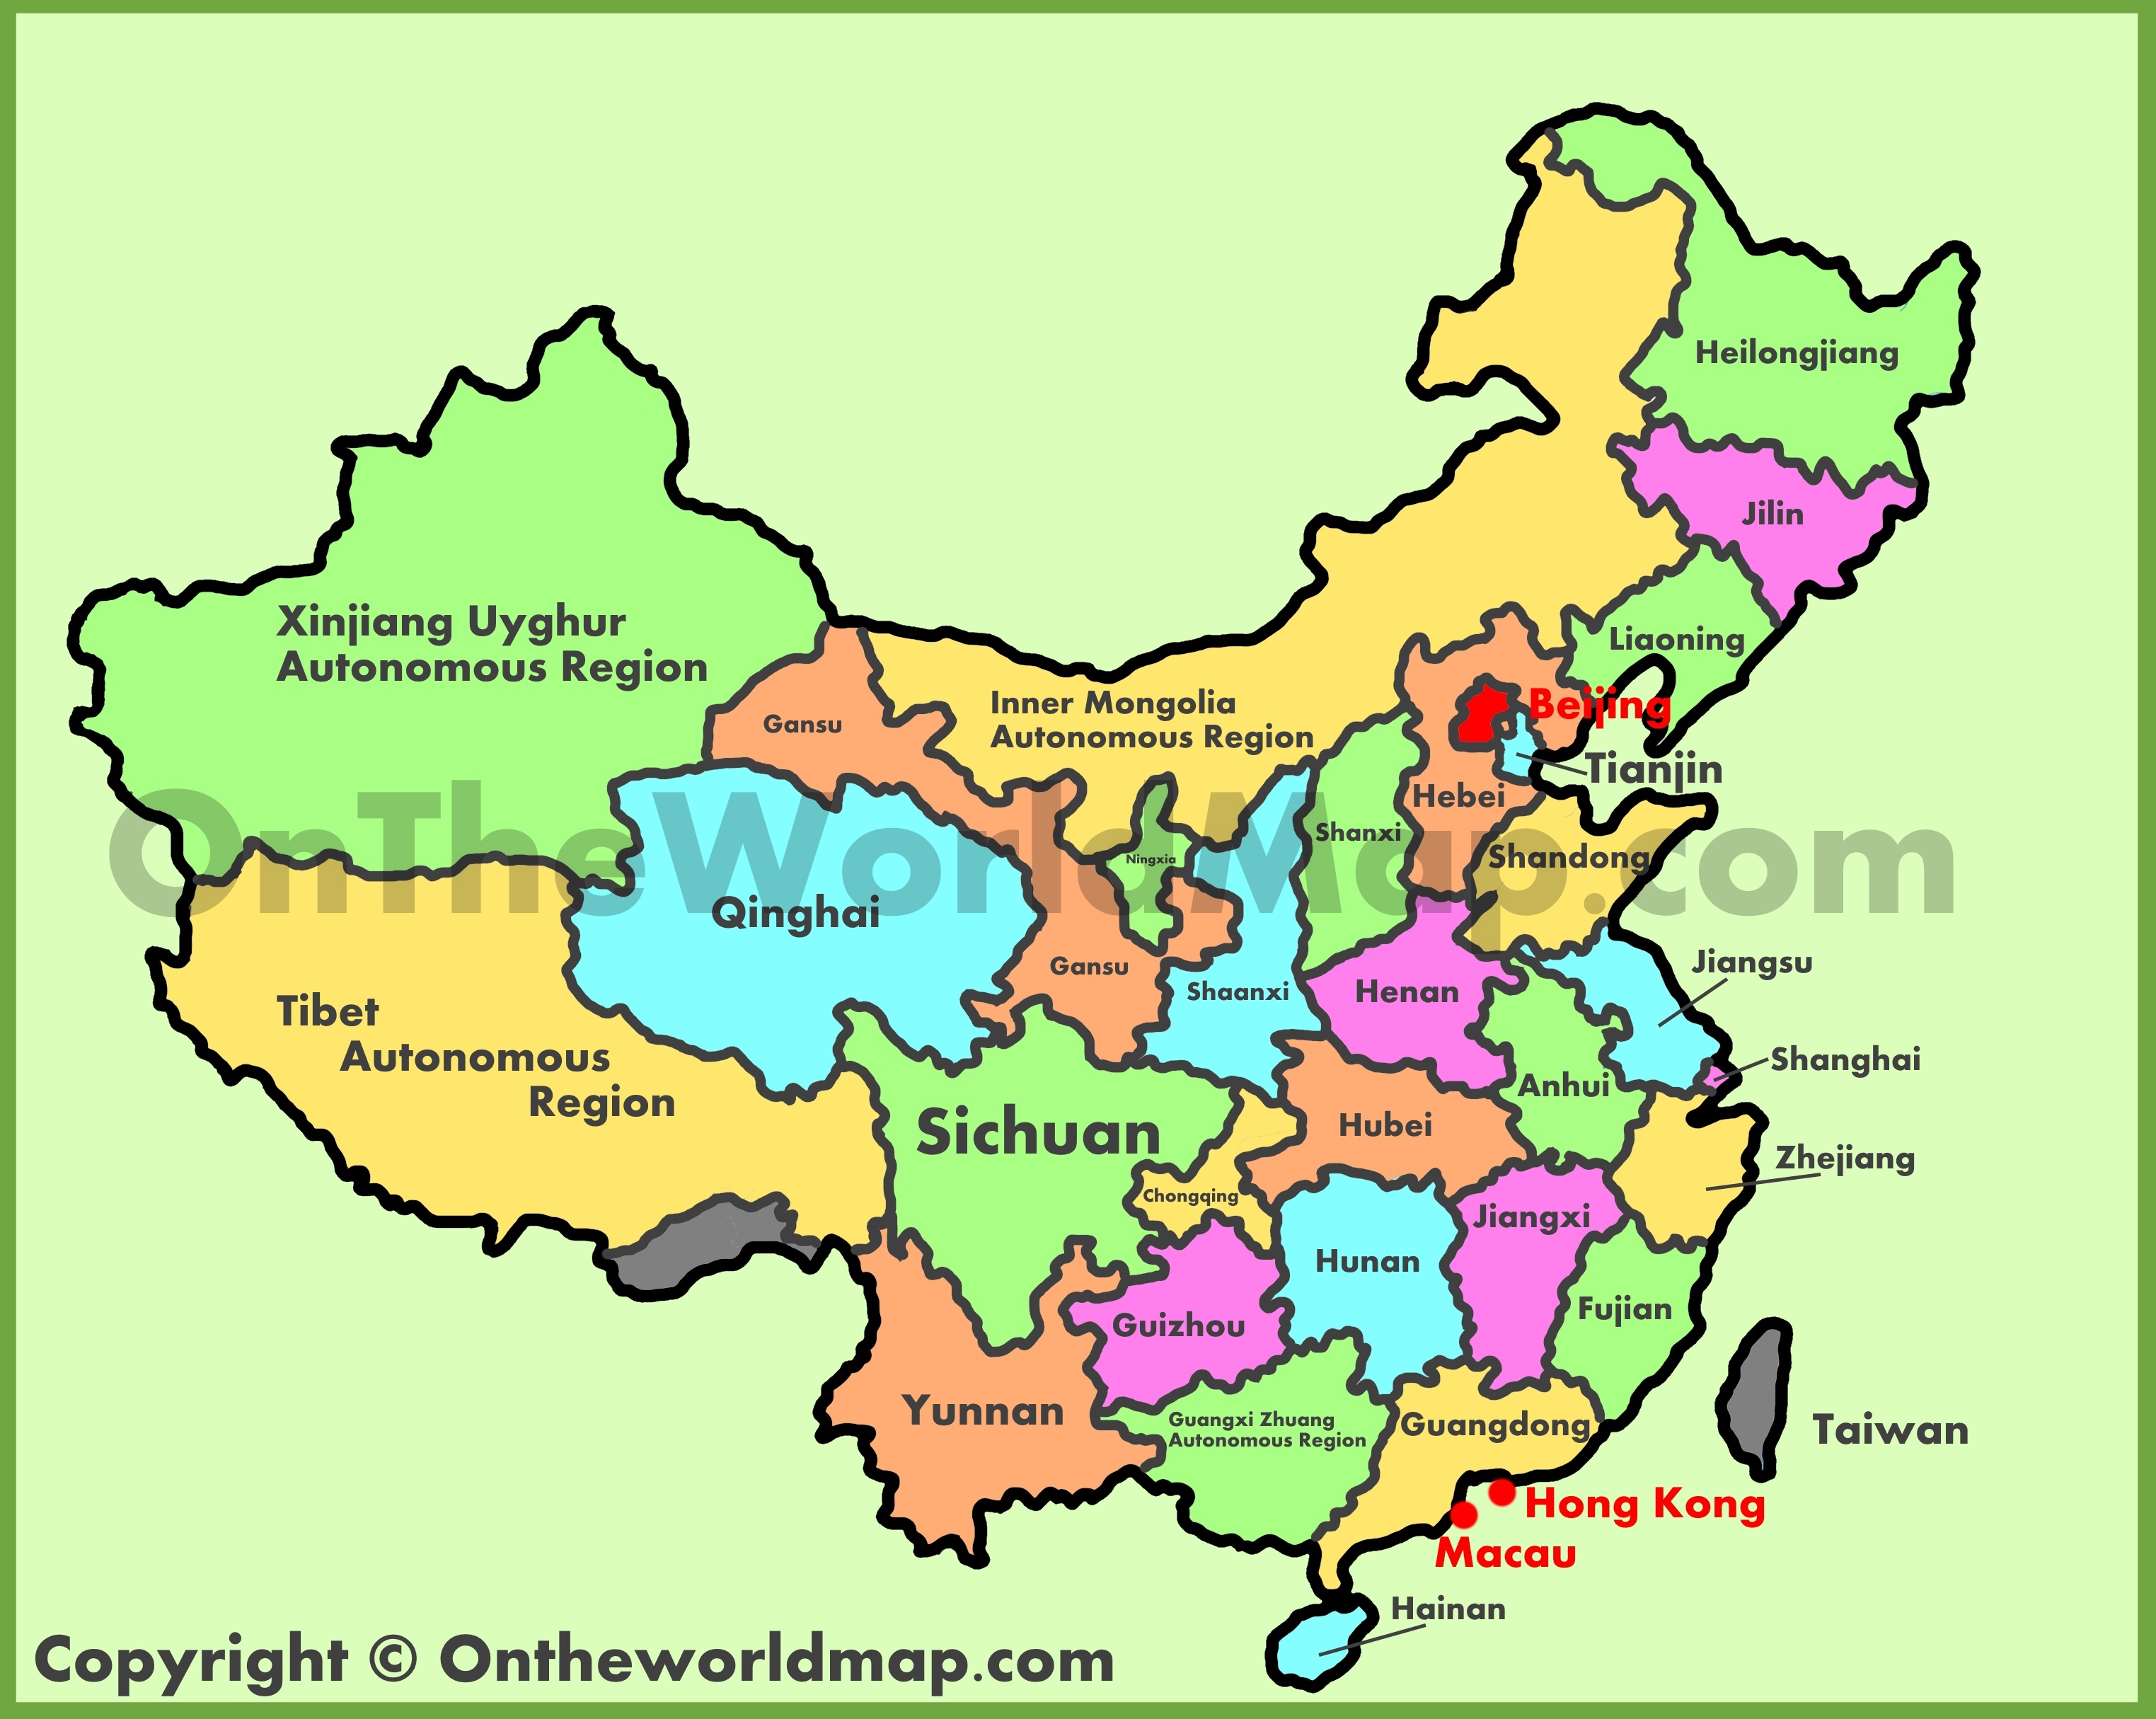 Heilongjiang
Jilin
Xinjiang Uyghur
Autonomous Region
Liaoning
Inner Mongolia
Autonomous Region
Gansu
Beijing
Tianjin
Hebei
Shanxi
Shandong
Ningxia
OnTheWorldMap.com
Qinghai
Gansu
Shaanxi
Henan
Jiangsu
Tibet
Autonomous
Region
Shanghai
Anhui
Sichuan
Hubei
Zhejiang
Chongqing
Jiangxi
Hunan
Fujian
Guizhou
Yunnan
Guangxi Zhuang
Autonomous Region
Guangdong
Taiwan
Hong Kong
Macau
Hainan
Copyright © Ontheworldmap.com